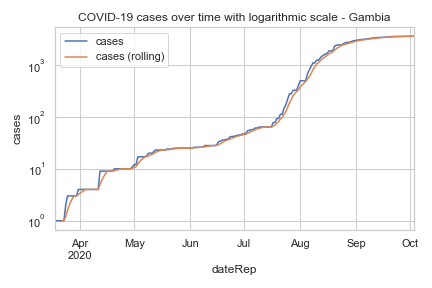 COVID-19 cases over time with logarithmic scale - Gambia
cases
cases (rolling)
10³
10²
10¹
10⁰
cases
Apr
2020
May
Jun
Jul
Aug
Sep
Oct
dateRep